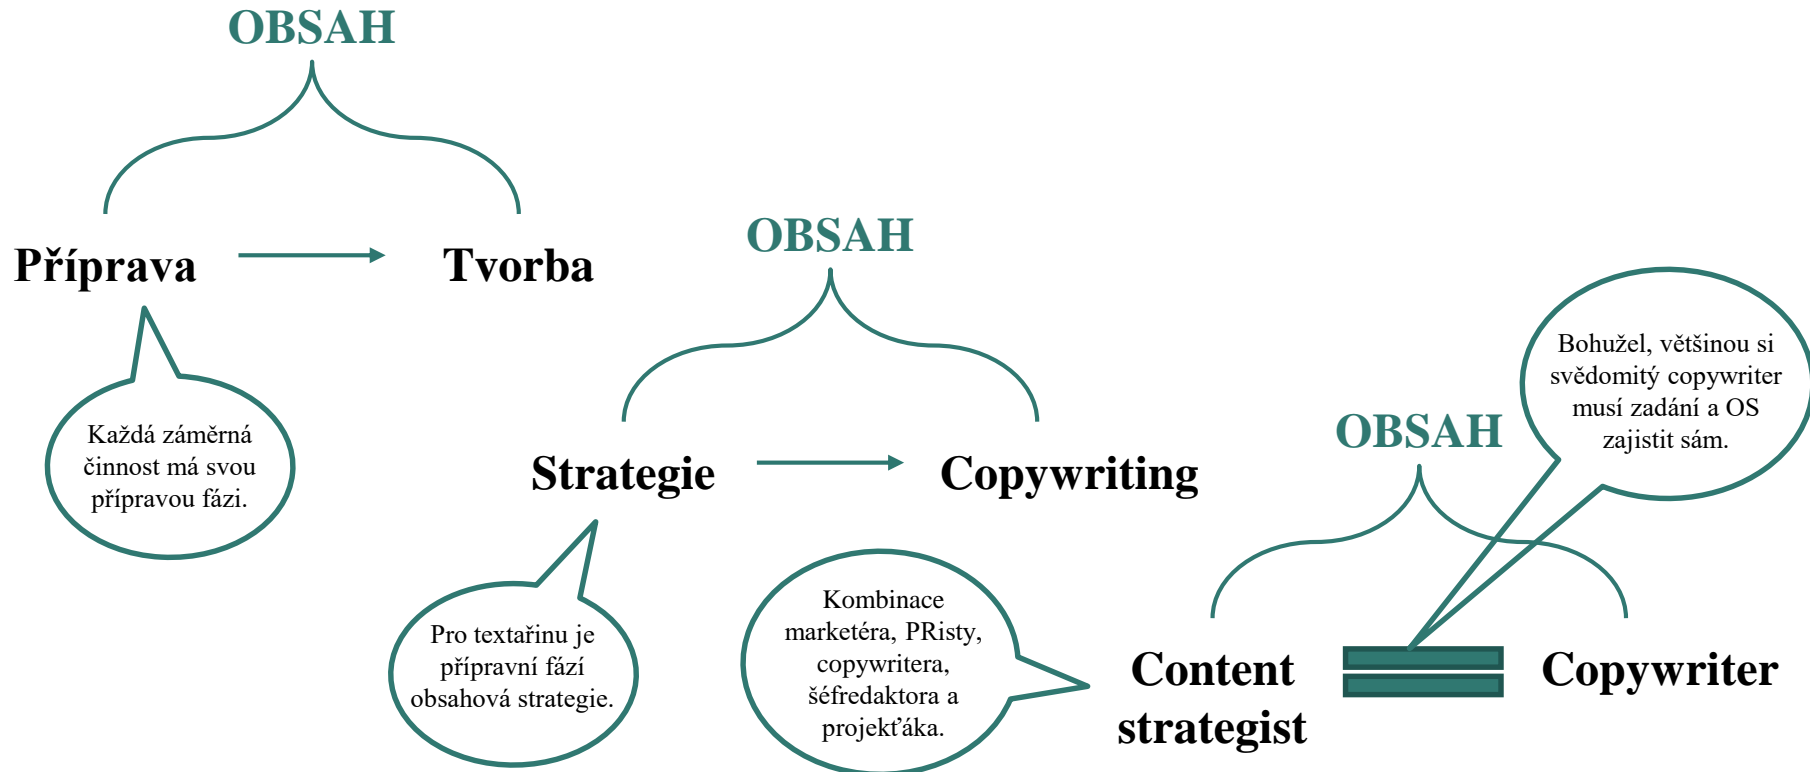 OBSAH
Příprava
Tvorba
Každá záměrná
činnost má svou
přípravou fázi.
OBSAH
Strategie
Copywriting
Pro textařinu je
přípravní fází
obsahová strategie.
OBSAH
Content
strategist
Copywriter
Kombinace
marketéra, PRisty,
copywritera,
šéfredaktora a
projekťáka.
Bohužel, většinou si
svědomitý copywriter
musí zadání a OS
zajistit sám.